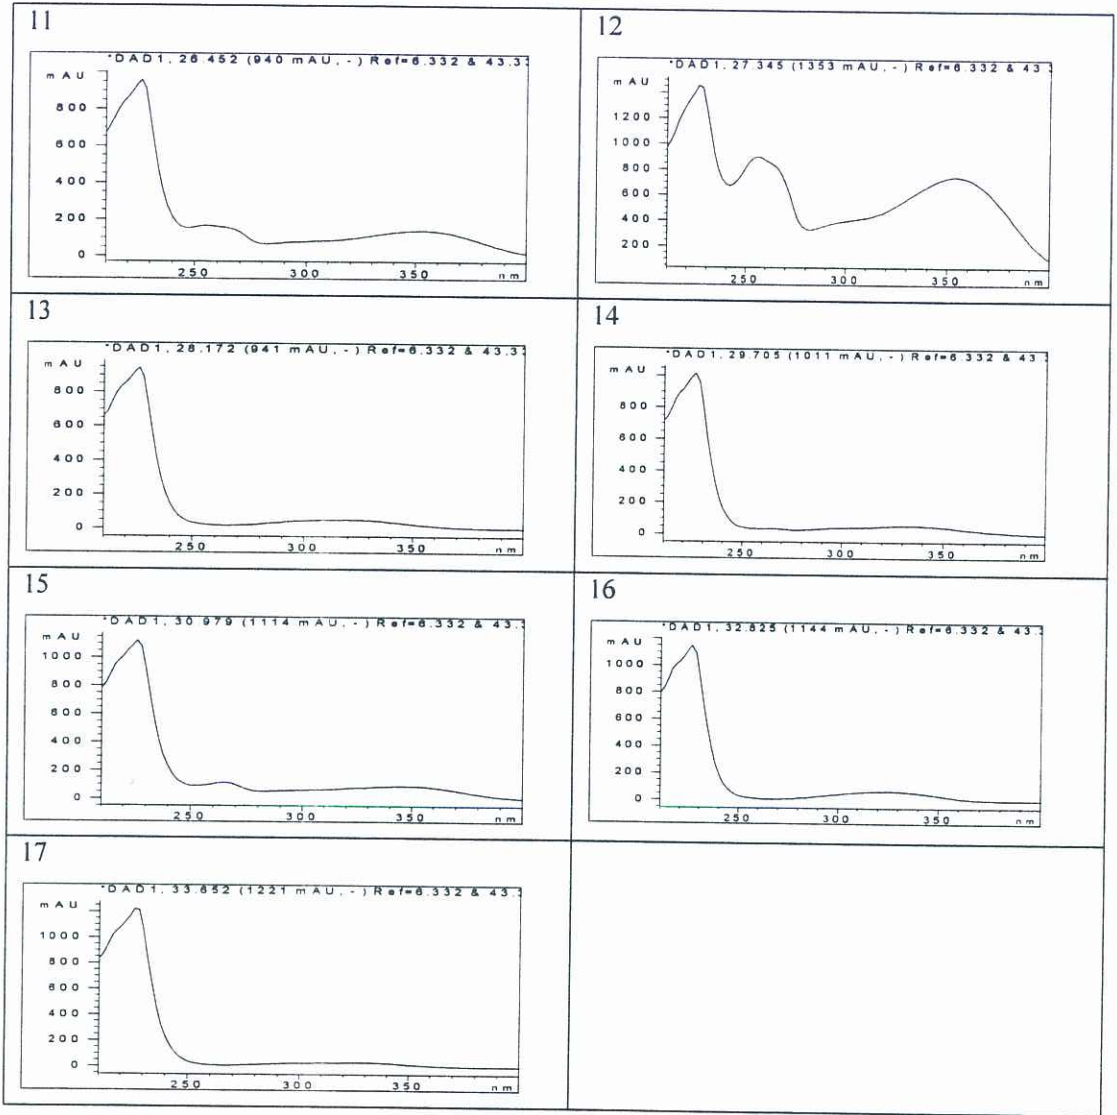 11
"DAD1, 26.452 (940 mAU, - ) Ref=6.332 & 43.3
mAU
800
600
400
200
0
250 300 350 nm
12
*DAD1, 27.345 (1353 mAU, - ) Ref=6.332 & 43.
mAU
1200
1000
800
600
400
200
250 300 350 nm
13
*DAD1, 28.172 (941 mAU, - ) Ref=6.332 & 43.3
mAU
800
600
400
200
0
250 300 350 nm
14
*DAD1, 29.705 (1011 mAU, - ) Ref=6.332 & 43
mAU
800
600
400
200
0
250 300 350 nm
15
*DAD1, 30.979 (1114 mAU, - ) Ref=6.332 & 43.
mAU
1000
800
600
400
200
0
250 300 350 nm
16
*DAD1, 32.825 (1144 mAU, - ) Ref=6.332 & 43.
mAU
1000
800
600
400
200
0
250 300 350 nm
17
*DAD1, 33.652 (1221 mAU, - ) Ref=6.332 & 43.
mAU
1000
800
600
400
200
0
250 300 350 nm